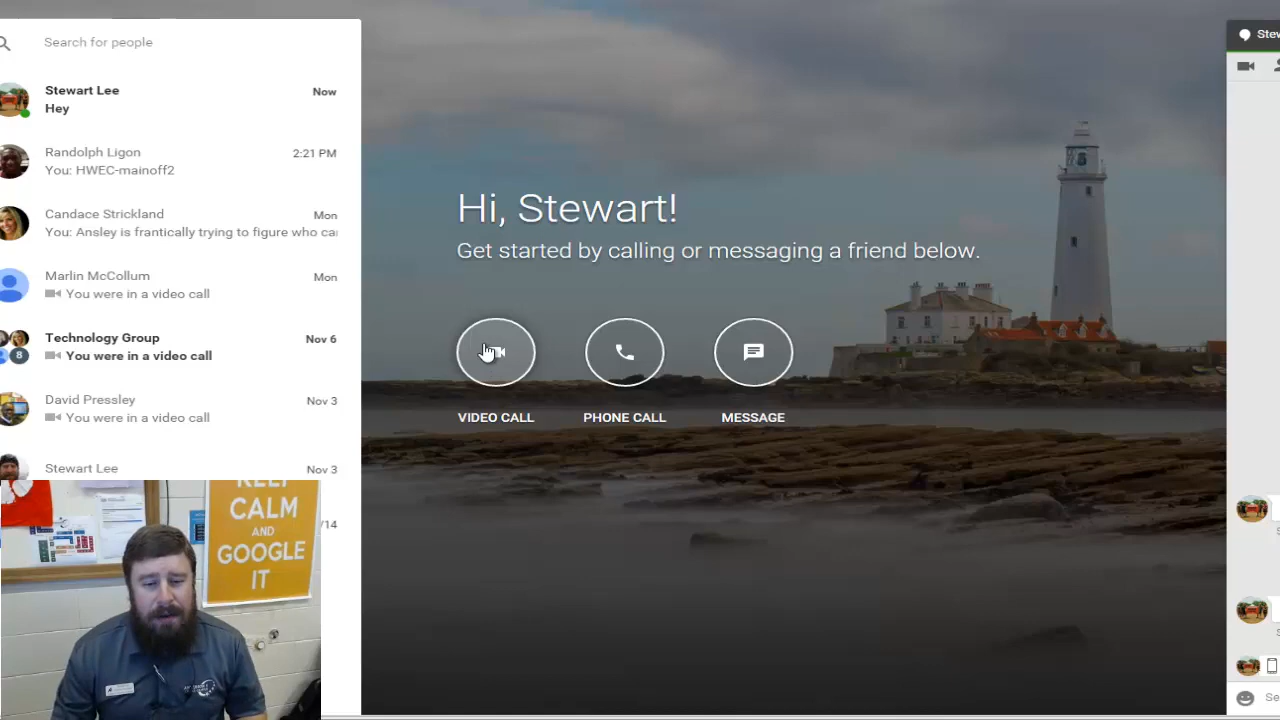 Search for people
Stewart Lee
Now
Hey
Randolph Ligon
2:21 PM
You: HWEC-mainoff2
Candace Strickland
Mon
You: Ansley is frantically trying to figure who ca
Marlin McCollum
Mon
You were in a video call
Technology Group
Nov 6
8
You were in a video call
David Pressley
Nov 3
You were in a video call
Stewart Lee
Nov 3
/14
Hi, Stewart!
Get started by calling or messaging a friend below.
VIDEO CALL
PHONE CALL
MESSAGE
Stew
Se
KEEP
CALM
AND
GOOGLE
IT